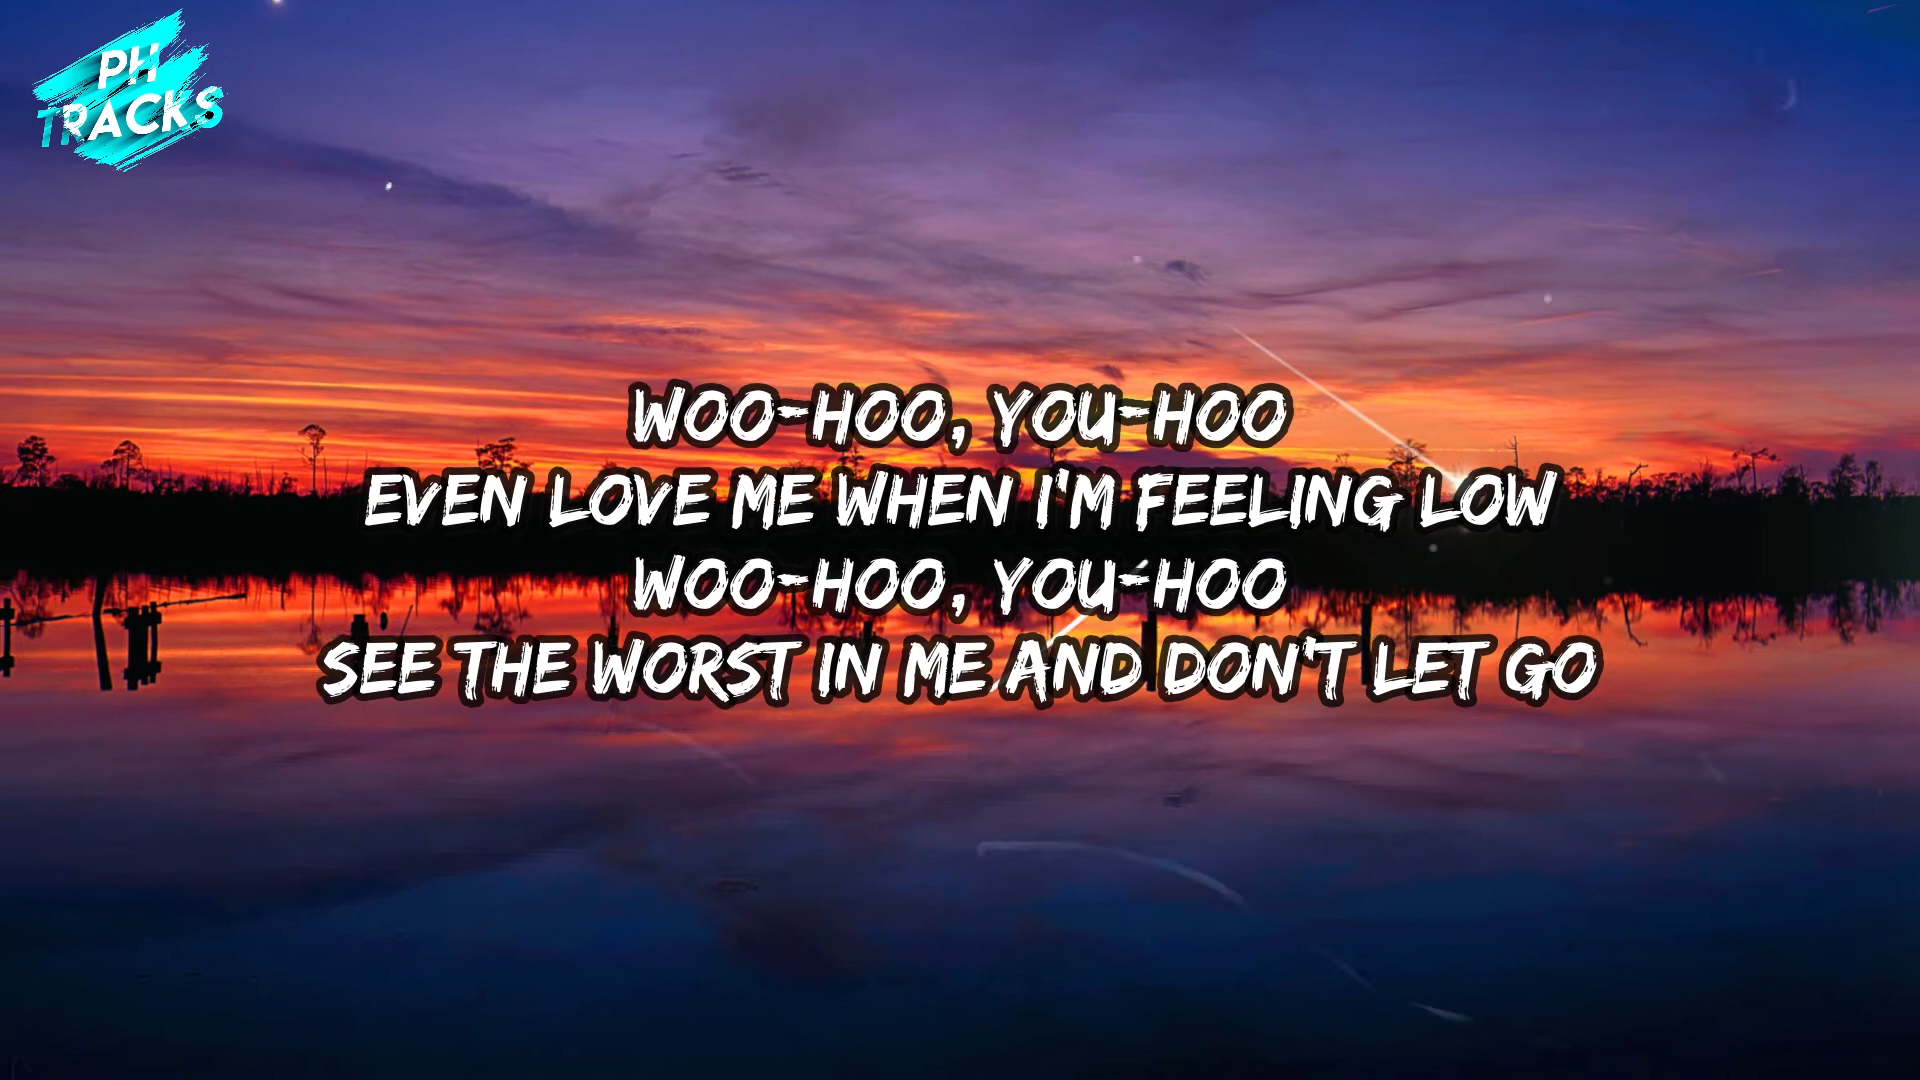 PH
TRACKS
WOO-HOO, YOU-HOO
EVEN LOVE ME WHEN I'M FEELING LOW
WOO-HOO, YOU-HOO
SEE THE WORST IN ME AND DON'T LET GO